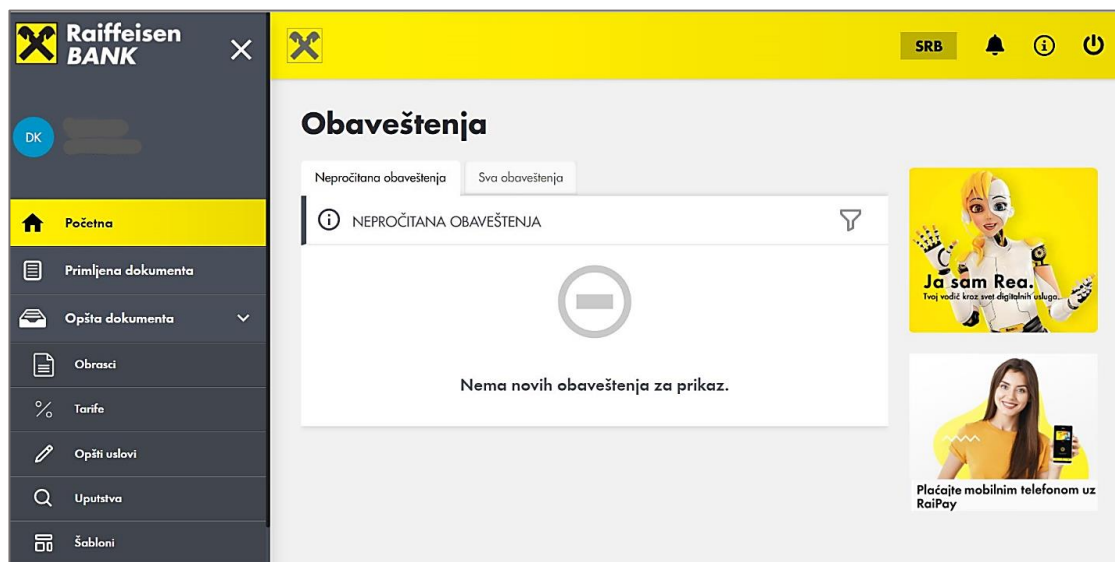 Raiffeisen
BANK
DK
Početna
Primljena dokumenta
Opšta dokumenta
Obrasci
Tarife
Opšti uslovi
Uputstva
Šabloni
SRB
Obaveštenja
Nepročitana obaveštenja
Sva obaveštenja
NEPROČITANA OBAVEŠTENJA
Nema novih obaveštenja za prikaz.
Ja sam Rea.
Tvoj vodič kroz svet digitalnih usluga.
Plaćajte mobilnim telefonom uz
RaiPay